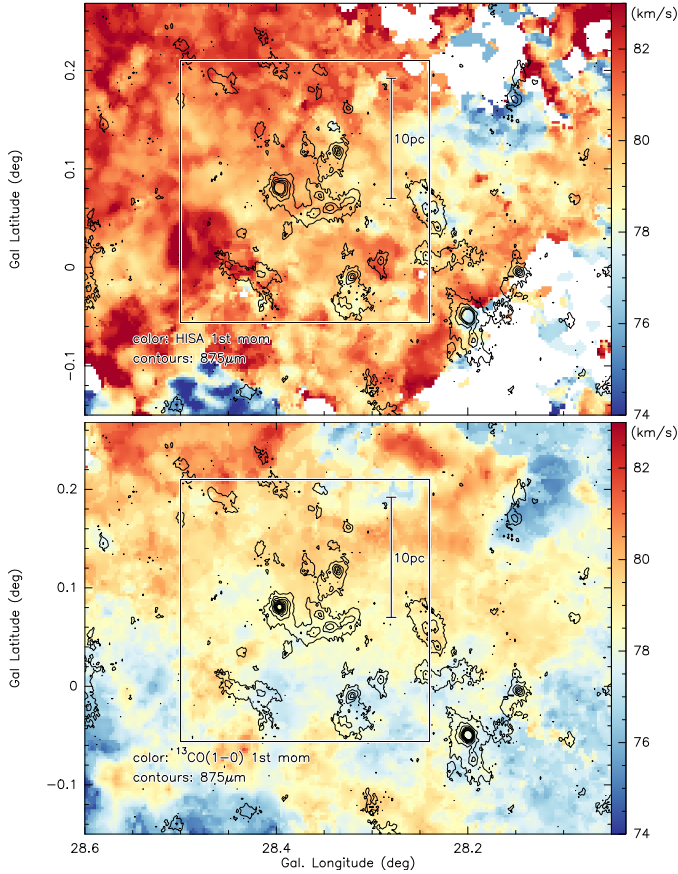 (km/s)
82
0.2
80
10pc
0.1
Gal Latitude (deg)
78
0
76
color: HISA 1st mom
contours: 875μm
−0.1
74
(km/s)
82
0.2
80
10pc
0.1
Gal Latitude (deg)
78
0
76
color: ¹³CO(1−0) 1st mom
contours: 875μm
−0.1
74
28.6 28.4 28.2
Gal. Longitude (deg)